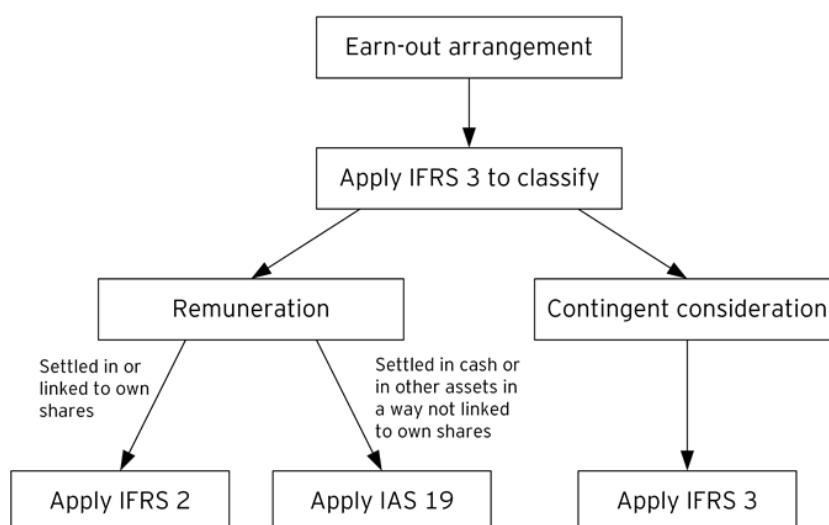 Earn-out arrangement
Apply IFRS 3 to classify
Remuneration
Contingent consideration
Settled in or
linked to own
shares
Settled in cash or
in other assets in
a way not linked
to own shares
Apply IFRS 2
Apply IAS 19
Apply IFRS 3